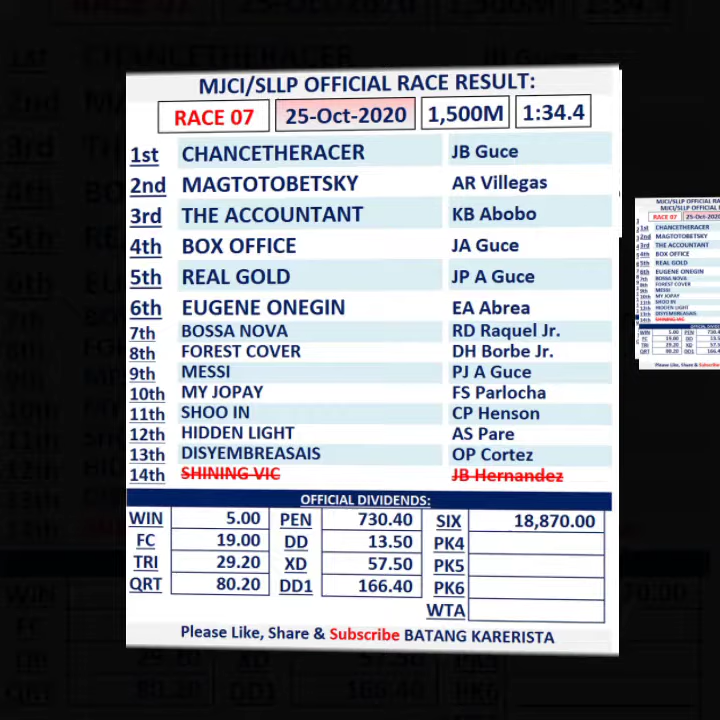 MJCI/SLLP OFFICIAL RACE RESULT:
RACE 07 25-Oct-2020 1,500M 1:34.4
1st CHANCETHERACER JB Guce
2nd MAGTOTOBETSKY AR Villegas
3rd THE ACCOUNTANT KB Abobo
4th BOX OFFICE JA Guce
5th REAL GOLD JP A Guce
6th EUGENE ONEGIN EA Abrea
7th BOSSA NOVA RD Raquel Jr.
8th FOREST COVER DH Borbe Jr.
9th MESSI PJ A Guce
10th MY JOPAY FS Parlocha
11th SHOO IN CP Henson
12th HIDDEN LIGHT AS Pare
13th DISYEMBREASAIS OP Cortez
14th SHINING VIC JB Hernandez
OFFICIAL DIVIDENDS:
WIN 5.00 PEN 730.40 SIX 18,870.00
FC 19.00 DD 13.50 PK4
TRI 29.20 XD 57.50 PK5
QRT 80.20 DD1 166.40 PK6
WTA
Please Like, Share & Subscribe BATANG KARERISTA